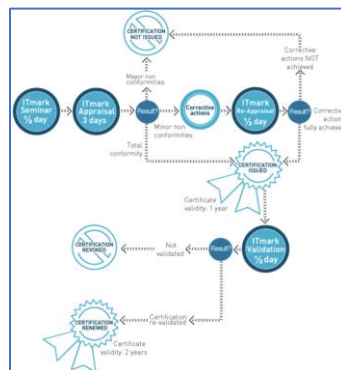 CERTIFICATION
NOT ISSUED
Corrective
actions NOT
achieved
Major non
conformities
ITmark
Seminar
½ day
ITmark
Appraisal
3 days
Result?
Corrective
actions
ITmark
Re-Appraisal
½ day
Result?
Minor non
conformities
Total
conformity
Corrective
action
fully achieve
CERTIFICATION
ISSUED
Certificate
validity: 1 year
CERTIFICATION
REVOKED
Not
validated
Result?
ITmark
Validation
½ day
Certification
re-validated
CERTIFICATION
RENEWED
Certificate
validity: 2 years